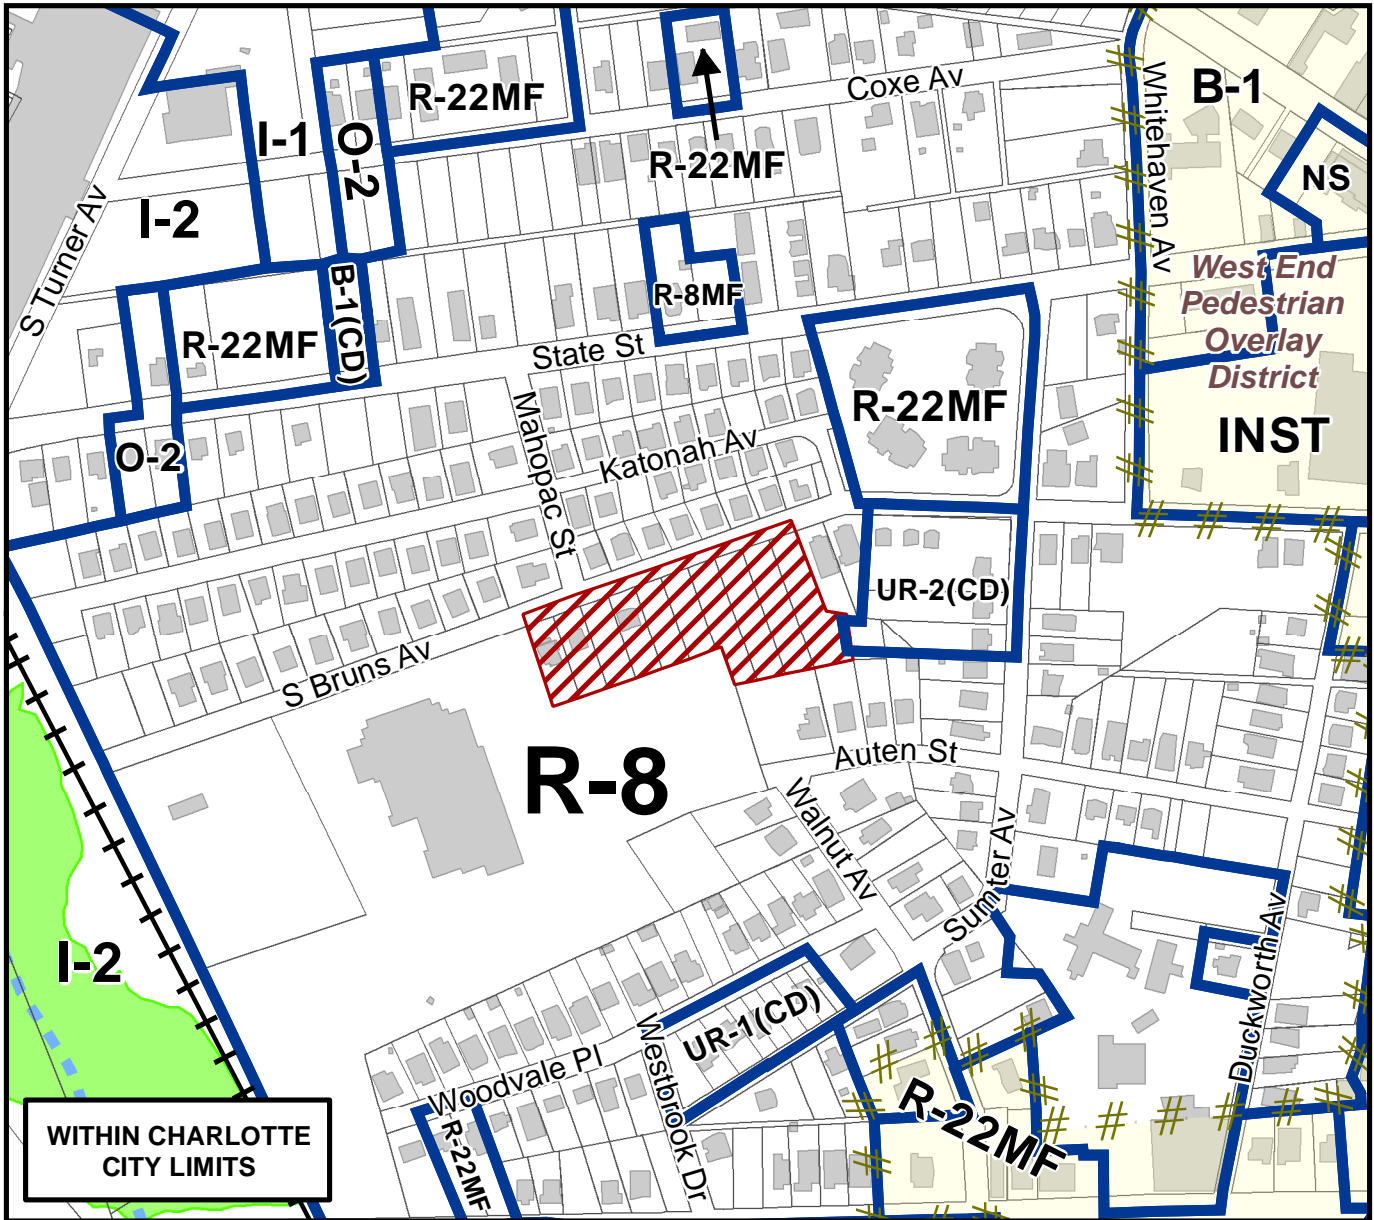 Coxe Av
Whitehaven Av
B-1
R-22MF
I-1
O-2
R-22MF
NS
I-2
S Turner Av
West End
Pedestrian
Overlay
District
INST
B-1(CD)
R-8MF
R-22MF
State St
R-22MF
Mahopac St
Katonah Av
O-2
UR-2(CD)
S Bruns Av
R-8
Auten St
Walnut Av
Sumter Av
I-2
Duckworth Av
UR-1(CD)
Westbrook Dr
Woodvale Pl
R-22MF
R-22MF
WITHIN CHARLOTTE
CITY LIMITS